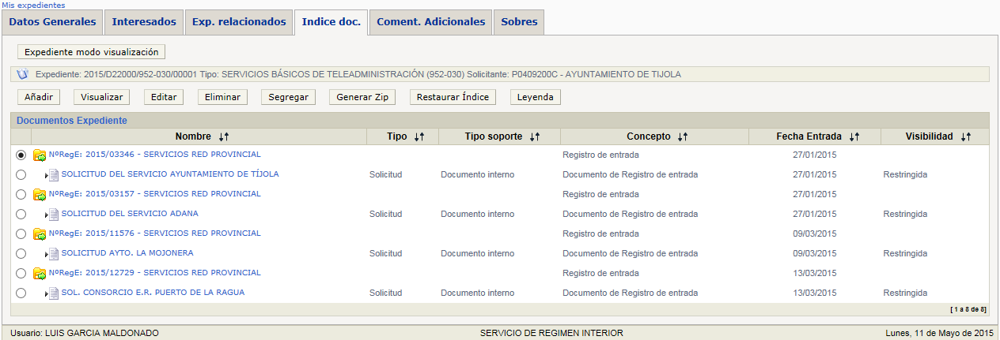 Mis expedientes
Datos Generales Interesados Exp. relacionados Indice doc. Coment. Adicionales Sobres
Expediente modo visualización
Expediente: 2015/D22000/952-030/00001 Tipo: SERVICIOS BÁSICOS DE TELEADMINISTRACIÓN (952-030) Solicitante: P0409200C - AYUNTAMIENTO DE TIJOLA
Añadir Visualizar Editar Eliminar Segregar Generar Zip Restaurar Índice Leyenda
Documentos Expediente
Nombre Tipo Tipo soporte Concepto Fecha Entrada Visibilidad
NºRegE: 2015/03346 - SERVICIOS RED PROVINCIAL Registro de entrada 27/01/2015
SOLICITUD DEL SERVICIO AYUNTAMIENTO DE TÍJOLA Solicitud Documento interno Documento de Registro de entrada 27/01/2015 Restringida
NºRegE: 2015/03157 - SERVICIOS RED PROVINCIAL Registro de entrada 27/01/2015
SOLICITUD DEL SERVICIO ADANA Solicitud Documento interno Documento de Registro de entrada 27/01/2015 Restringida
NºRegE: 2015/11576 - SERVICIOS RED PROVINCIAL Registro de entrada 09/03/2015
SOLICITUD AYTO. LA MOJONERA Solicitud Documento interno Documento de Registro de entrada 09/03/2015 Restringida
NºRegE: 2015/12729 - SERVICIOS RED PROVINCIAL Registro de entrada 13/03/2015
SOL. CONSORCIO E.R. PUERTO DE LA RAGUA Solicitud Documento interno Documento de Registro de entrada 13/03/2015 Restringida
[ 1 a 8 de 8]
Usuario: LUIS GARCIA MALDONADO SERVICIO DE REGIMEN INTERIOR Lunes, 11 de Mayo de 2015